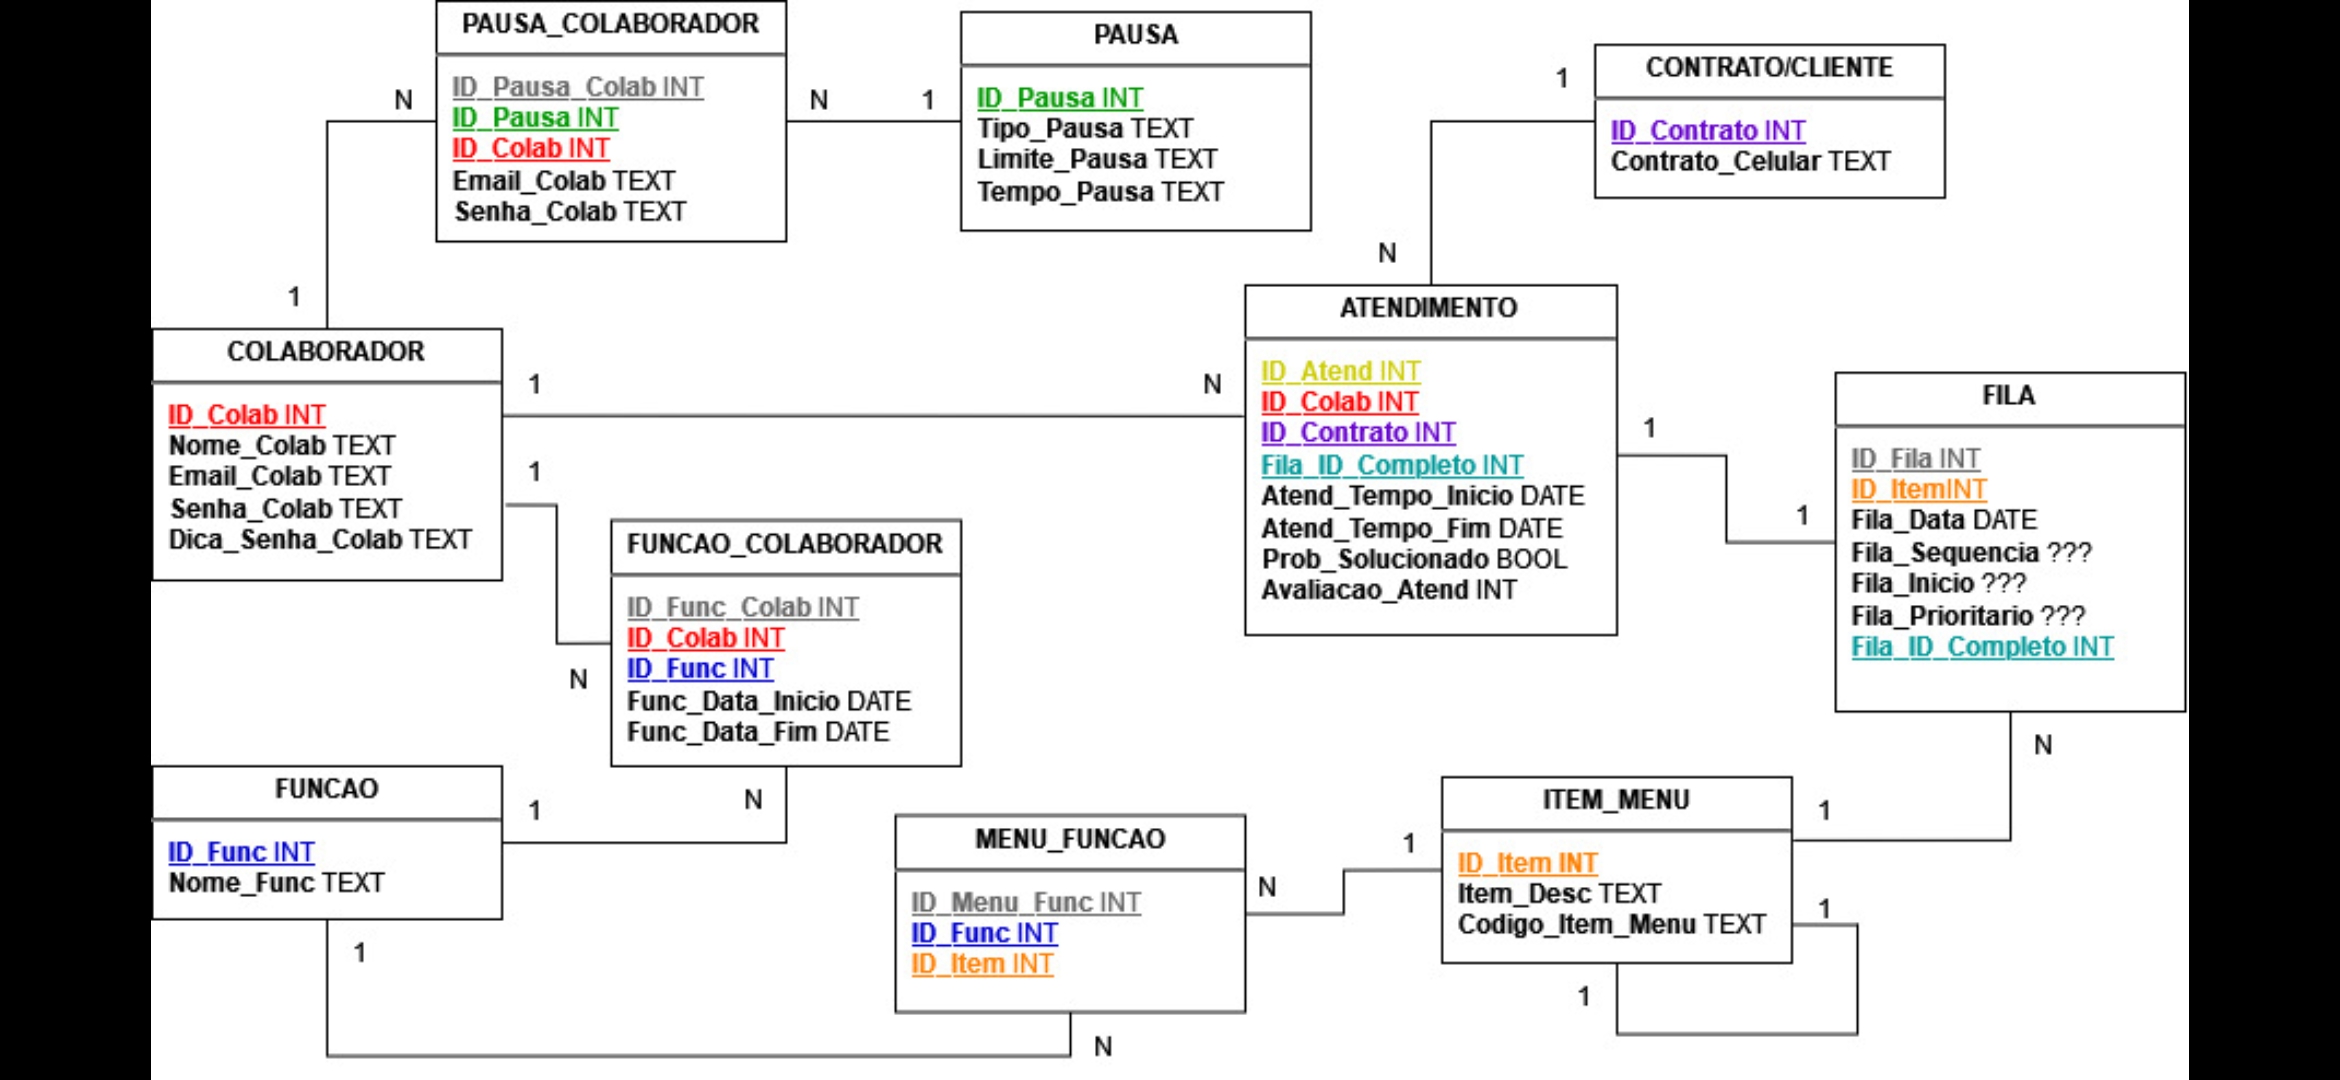 PAUSA_COLABORADOR
ID_Pausa_Colab INT
ID_Pausa INT
ID_Colab INT
Email_Colab TEXT
Senha_Colab TEXT
N
N
1
PAUSA
ID_Pausa INT
Tipo_Pausa TEXT
Limite_Pausa TEXT
Tempo_Pausa TEXT
1
CONTRATO/CLIENTE
ID_Contrato INT
Contrato_Celular TEXT
N
1
COLABORADOR
ID_Colab INT
Nome_Colab TEXT
Email_Colab TEXT
Senha_Colab TEXT
Dica_Senha_Colab TEXT
1
N
1
ATENDIMENTO
ID_Atend INT
ID_Colab INT
ID_Contrato INT
Fila_ID_Completo INT
Atend_Tempo_Inicio DATE
Atend_Tempo_Fim DATE
Prob_Solucionado BOOL
Avaliacao_Atend INT
1
1
FILA
ID_Fila INT
ID_ItemINT
Fila_Data DATE
Fila_Sequencia ???
Fila_Inicio ???
Fila_Prioritario ???
Fila_ID_Completo INT
N
FUNCAO_COLABORADOR
ID_Func_Colab INT
ID_Colab INT
ID_Func INT
Func_Data_Inicio DATE
Func_Data_Fim DATE
N
N
1
FUNCAO
ID_Func INT
Nome_Func TEXT
1
MENU_FUNCAO
ID_Menu_Func INT
ID_Func INT
ID_Item INT
N
N
1
ITEM_MENU
ID_Item INT
Item_Desc TEXT
Codigo_Item_Menu TEXT
1
1
1